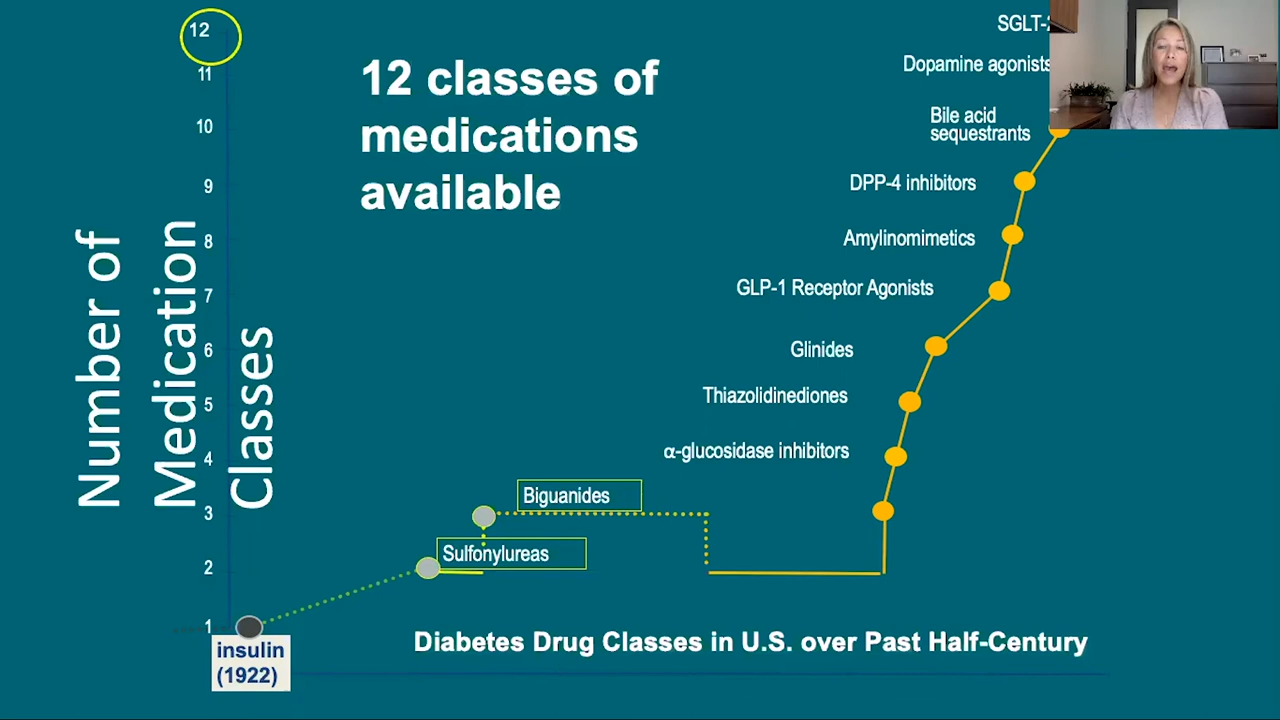 12
11
10
9
8
7
6
5
4
3
2
1
Number of
Medication
Classes
12 classes of
medications
available
SGLT-2
Dopamine agonists
Bile acid
sequestrants
DPP-4 inhibitors
Amylinomimetics
GLP-1 Receptor Agonists
Glinides
Thiazolidinediones
α-glucosidase inhibitors
Biguanides
Sulfonylureas
insulin
(1922)
Diabetes Drug Classes in U.S. over Past Half-Century